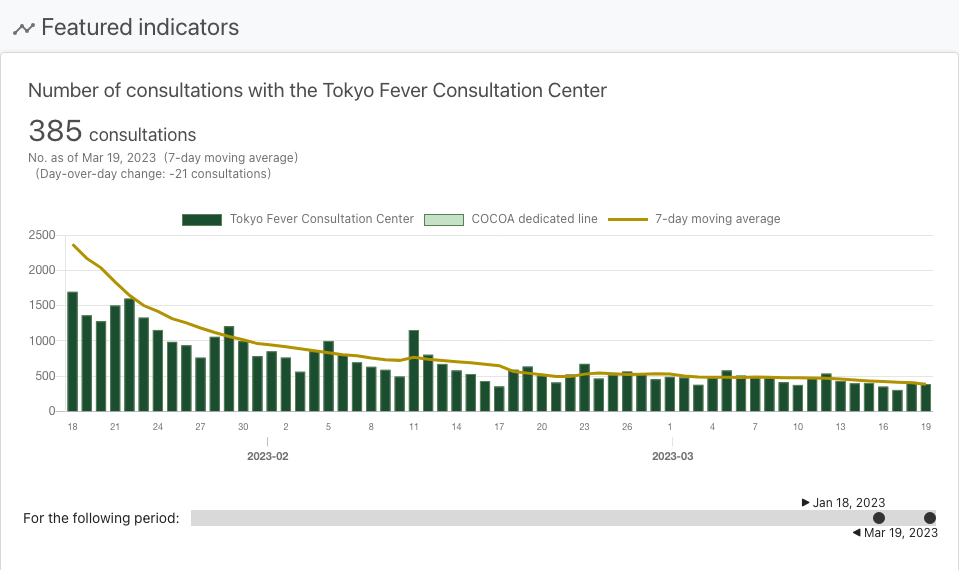 Featured indicators
Number of consultations with the Tokyo Fever Consultation Center
385 consultations
No. as of Mar 19, 2023 (7-day moving average)
(Day-over-day change: -21 consultations)
Tokyo Fever Consultation Center COCOA dedicated line 7-day moving average
2500
2000
1500
1000
500
0
18 21 24 27 30 2 5 8 11 14 17 20 23 26 1 4 7 10 13 16 19
2023-02 2023-03
▶ Jan 18, 2023
For the following period:
◀ Mar 19, 2023